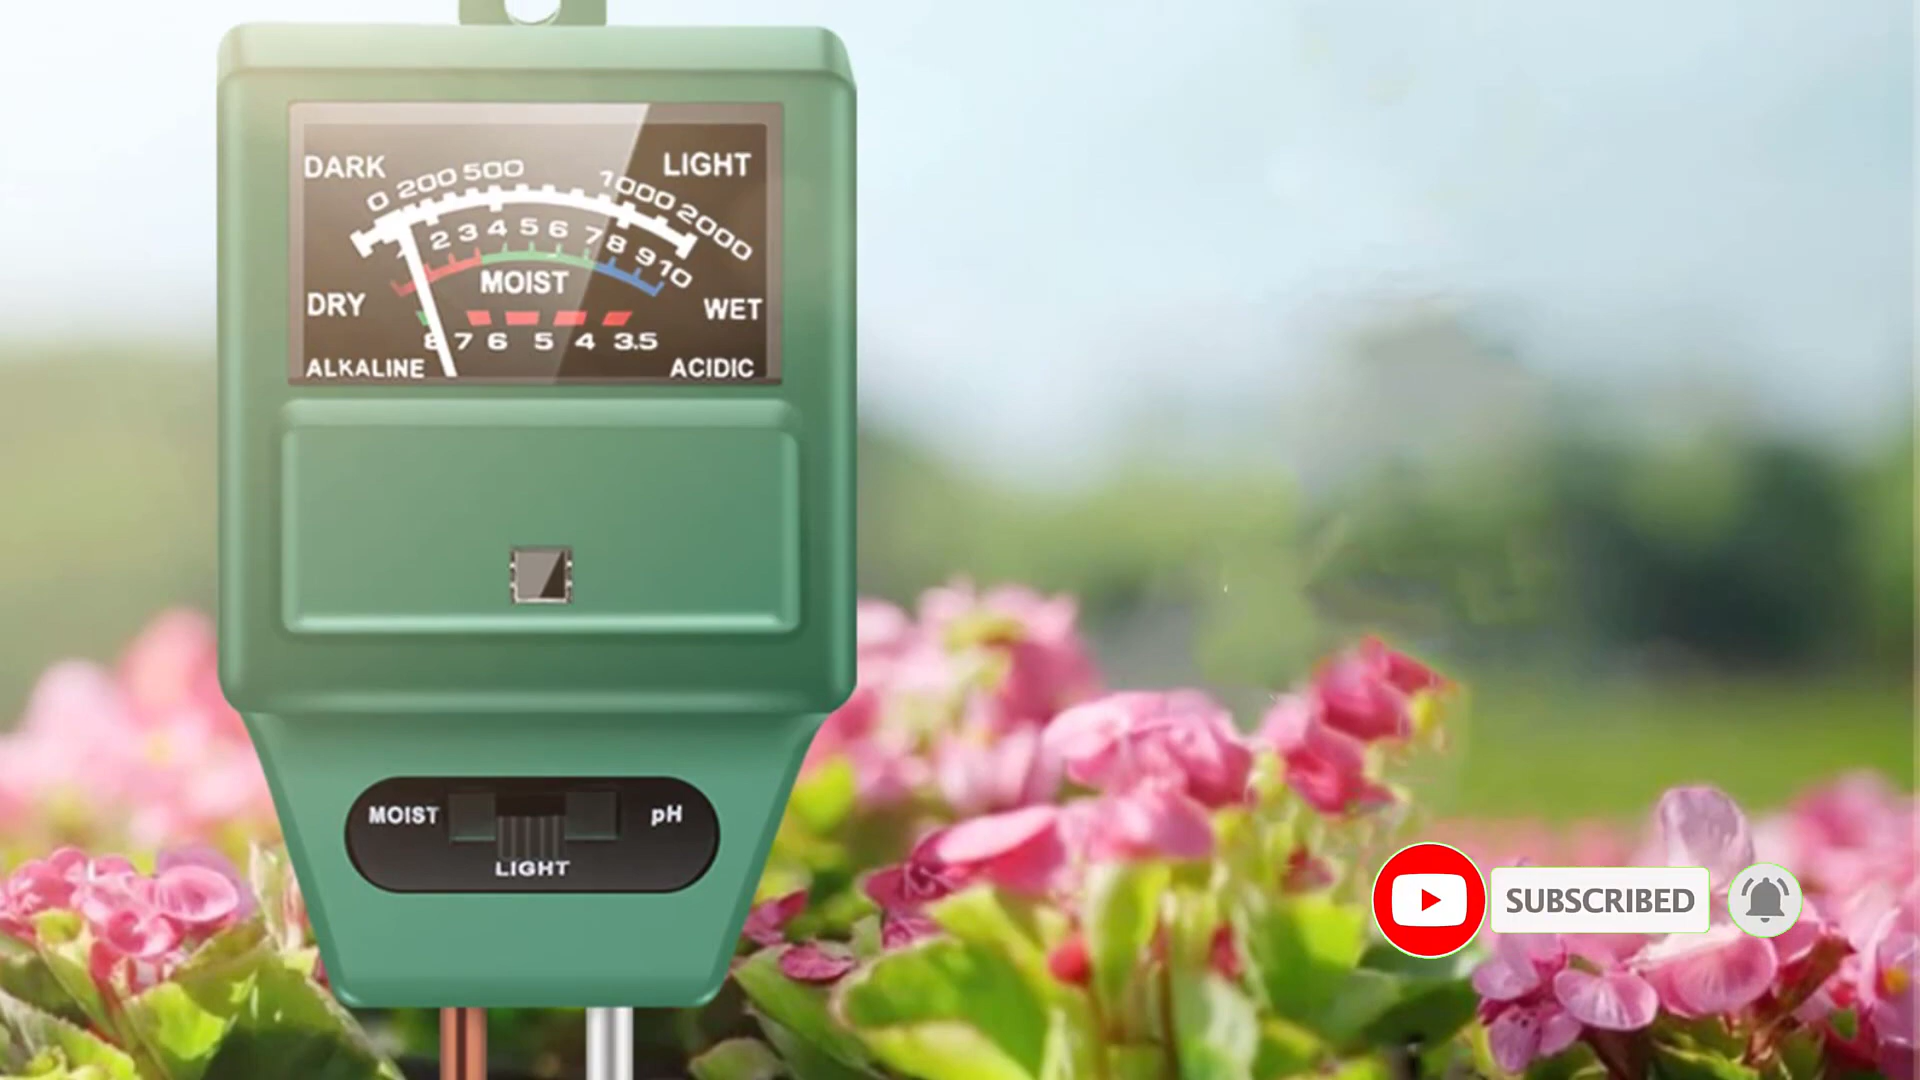 DARK
LIGHT
0 200 500 1000 2000
2 3 4 5 6 7 8 9 10
MOIST
DRY
WET
8 7 6 5 4 3.5
ALKALINE
ACIDIC
MOIST
pH
LIGHT
SUBSCRIBED